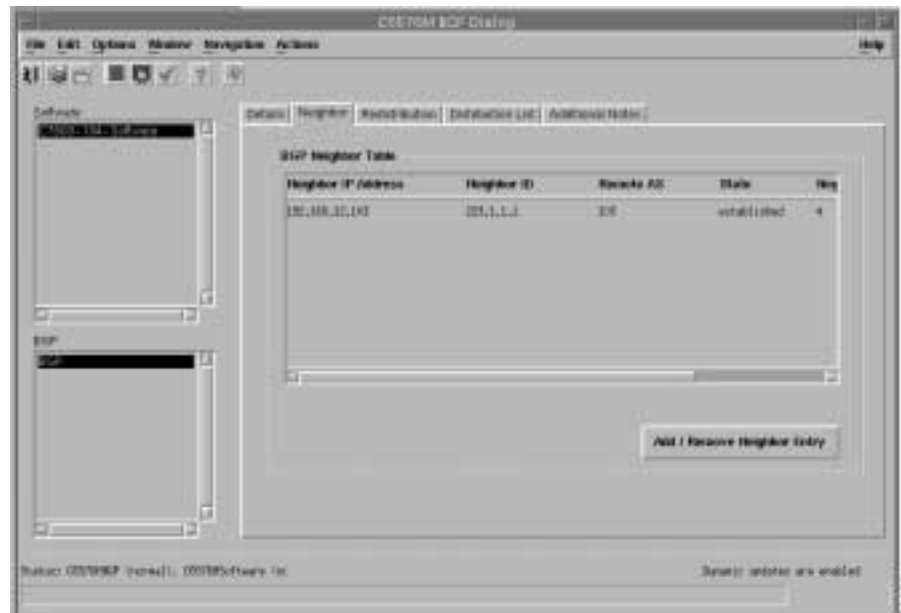 BGP Dialog
File Edit Options Window Navigation Actions Help
Software
Details Neighbor Redistribution Distribution List Additional Notes
BGP Neighbor Table
Neighbor IP Address Neighbor ID Remote AS State Neg
established 4
BGP
BGP
Add / Remove Neighbor Entry
Dynamic updates are enabled